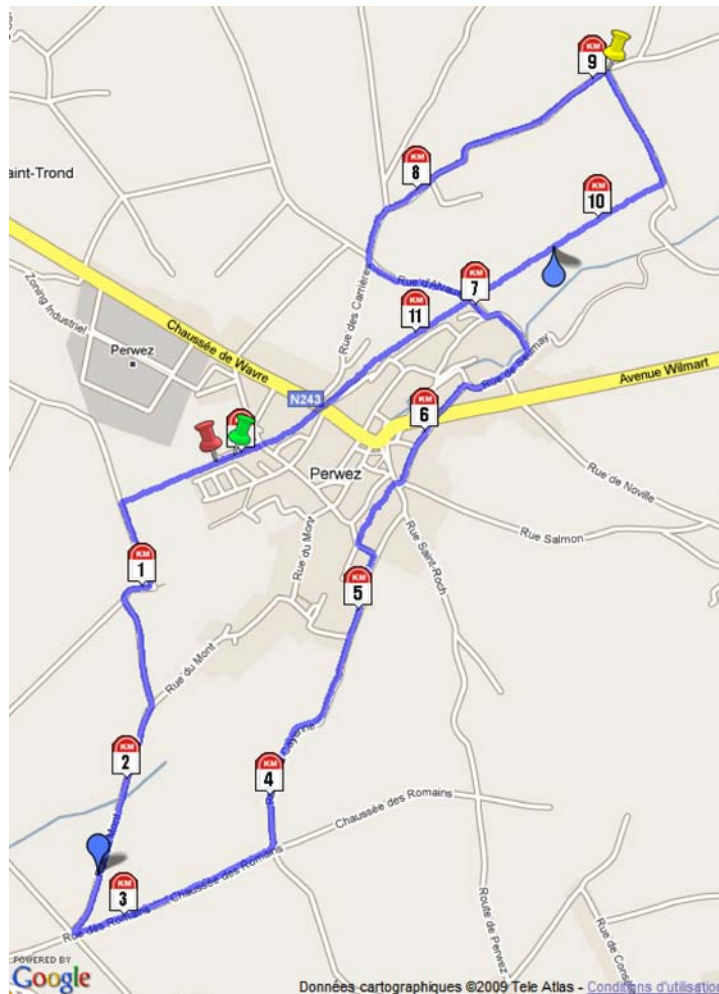 9
aint-Trond
8
10
Rue d'Alvau
7
Zoning Industriel
Rue des Carrière
11
Chaussée de Wavre
Perwez
Rue de Seumay
Avenue Wilmart
N243
6
Perwez
Rue de Noville
Rue du Mont
Rue Salmon
Rue Saint-Roch
1
5
Rue du Mont
2
4
Chaussée des Romains
Chaussée des Romains
3
Rue des Romains
Route de Perwez
POWERED BY
Google
Données cartographiques ©2009 Tele Atlas - Conditions d'utilisation
KM
KM
KM
KM
KM
KM
KM
KM
KM
KM
KM